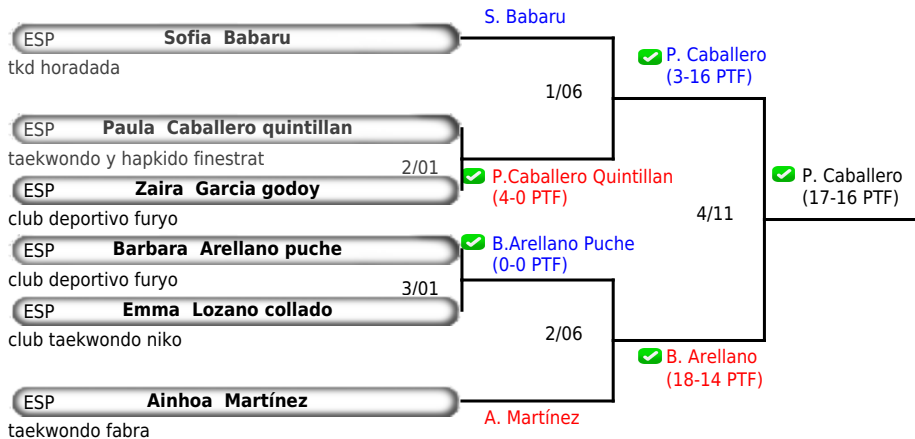 S. Babaru
ESP Sofia Babaru
tkd horadada
P. Caballero
(3-16 PTF)
1/06
ESP Paula Caballero quintillan
taekwondo y hapkido finestrat
2/01
P.Caballero Quintillan
(4-0 PTF)
ESP Zaira Garcia godoy
club deportivo furyo
P. Caballero
(17-16 PTF)
4/11
ESP Barbara Arellano puche
club deportivo furyo
B.Arellano Puche
(0-0 PTF)
3/01
ESP Emma Lozano collado
club taekwondo niko
2/06
B. Arellano
(18-14 PTF)
ESP Ainhoa Martínez
taekwondo fabra
A. Martínez